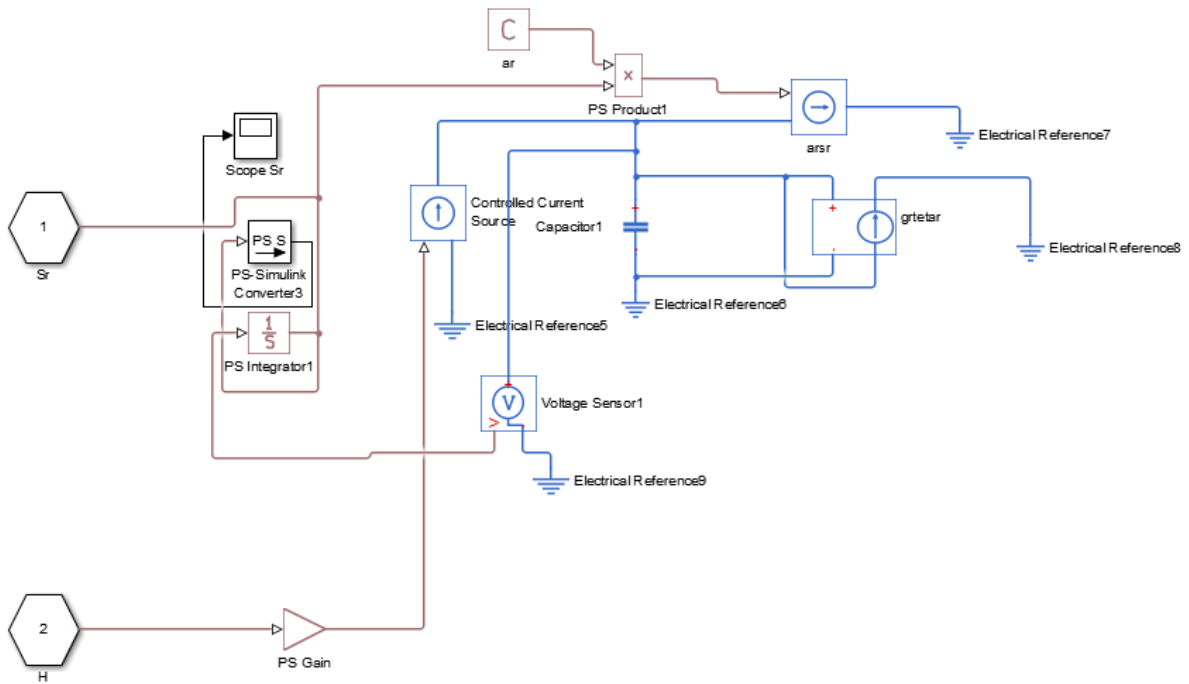 C
ar
×
PS Product1
arsr
Electrical Reference7
Scope Sr
1
Sr
PS S
PS-Simulink
Converter3
Controlled Current
Source
+
Capacitor1
+
-
grtetar
Electrical Reference8
Electrical Reference6
Electrical Reference5
1
S
PS Integrator1
+
V
Voltage Sensor1
Electrical Reference9
2
H
PS Gain